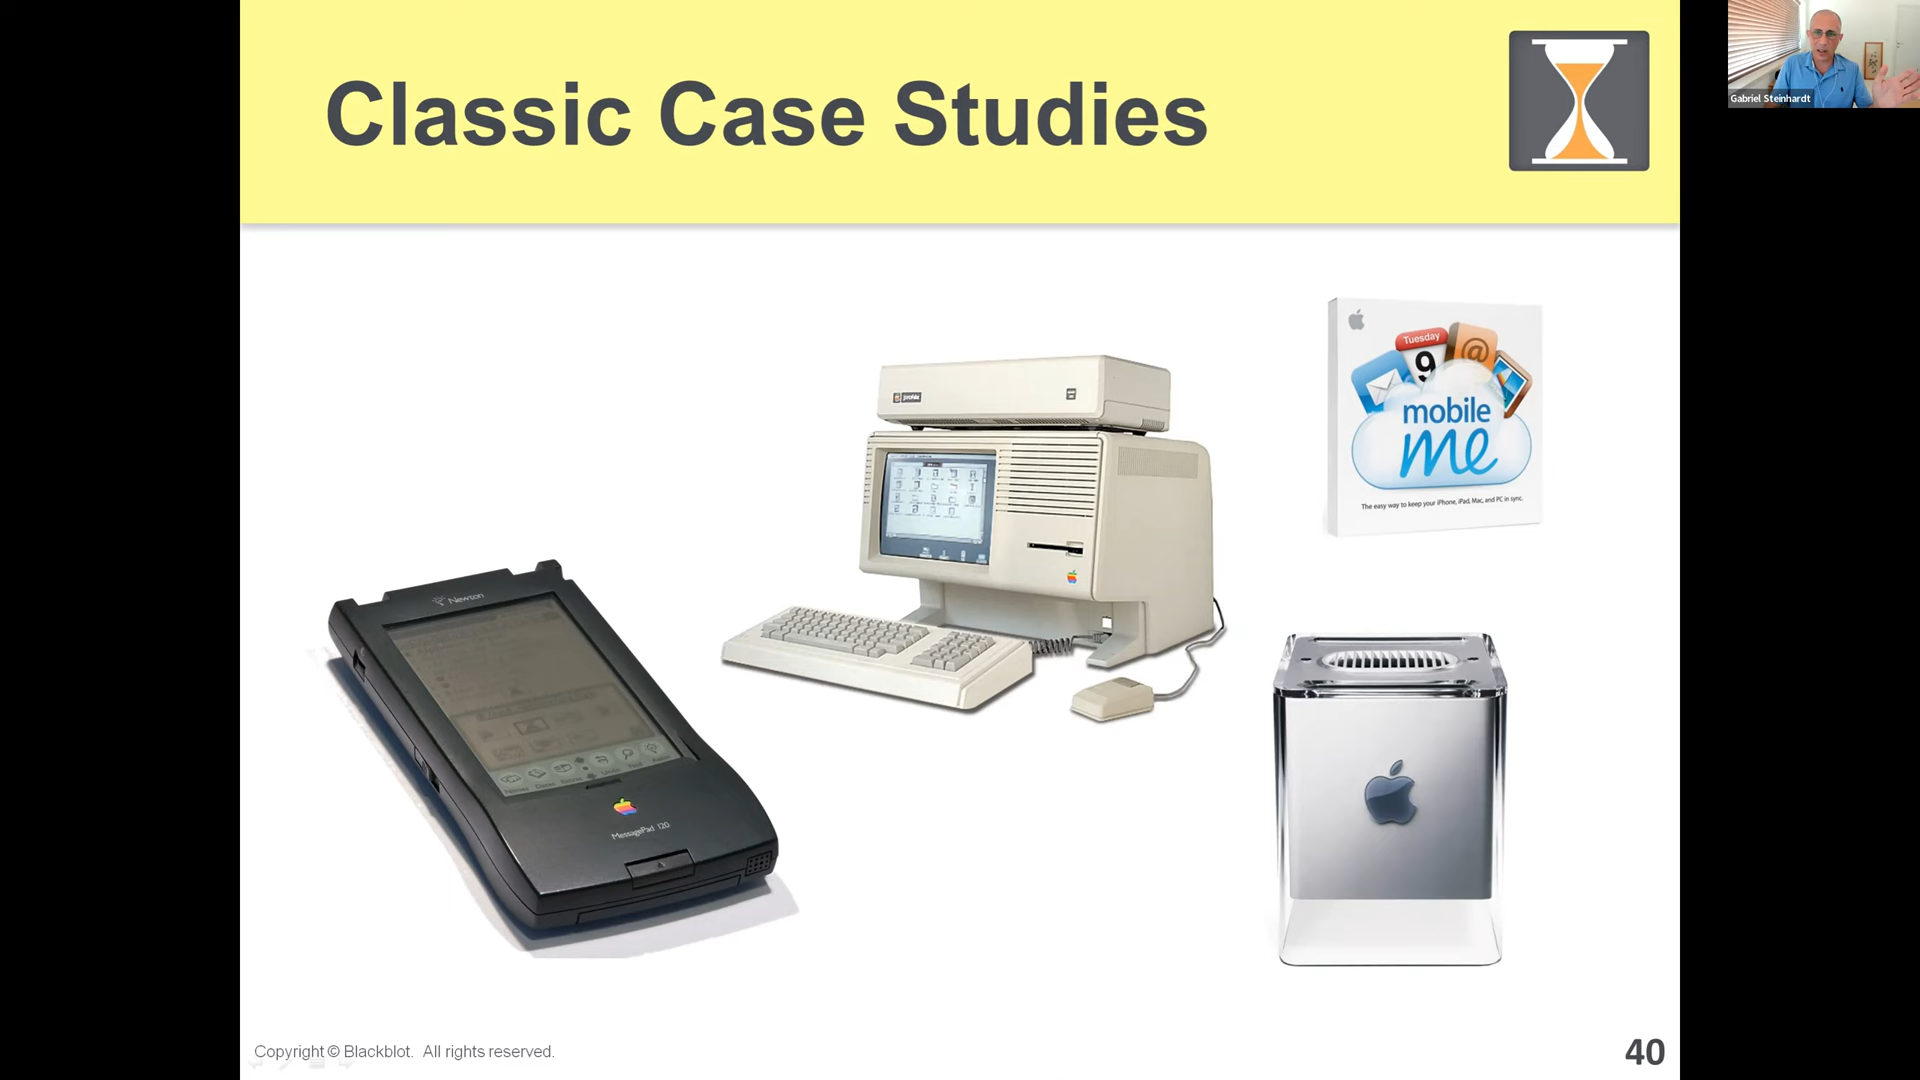 Classic Case Studies
Gabriel Steinhardt
Tuesday
9
@
mobile
me
The easy way to keep your iPhone, iPad, Mac, and PC in sync.
Newton
MessagePad 120
Copyright © Blackblot. All rights reserved.
40